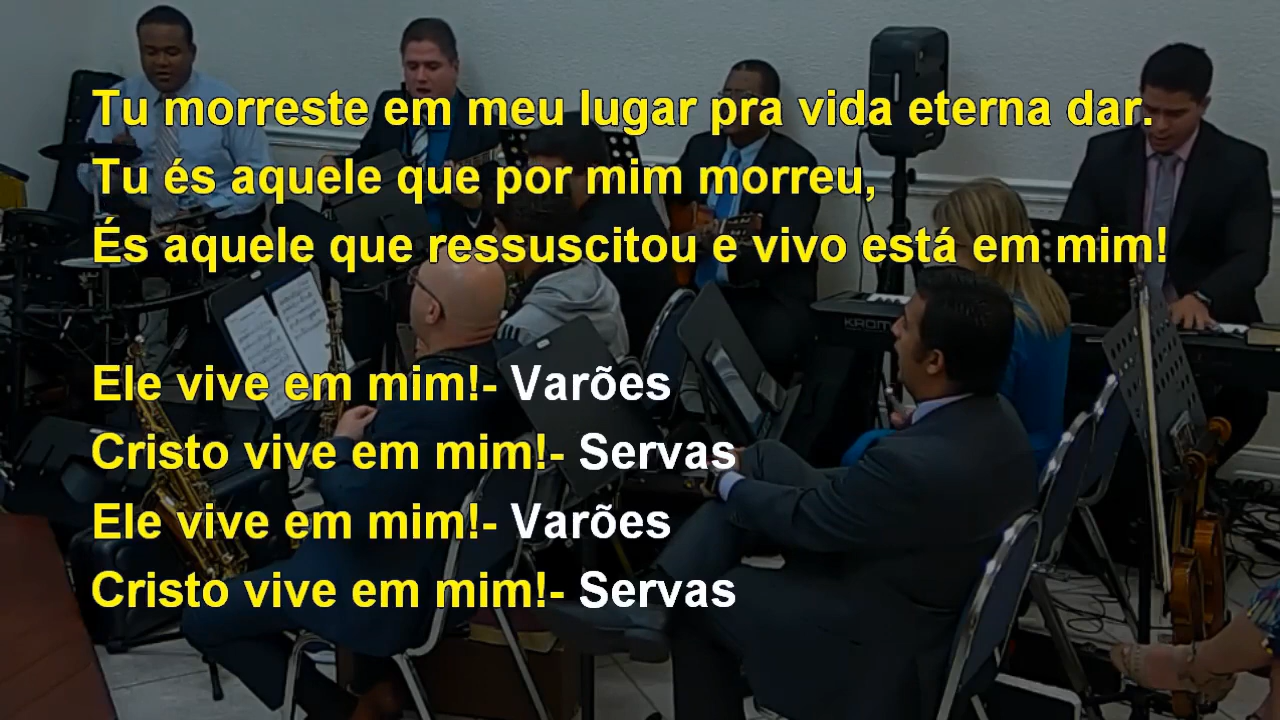 Tu morreste em meu lugar pra vida eterna dar.
Tu és aquele que por mim morreu,
És aquele que ressuscitou e vivo está em mim!
Ele vive em mim!- Varões
Cristo vive em mim!- Servas
Ele vive em mim!- Varões
Cristo vive em mim!- Servas